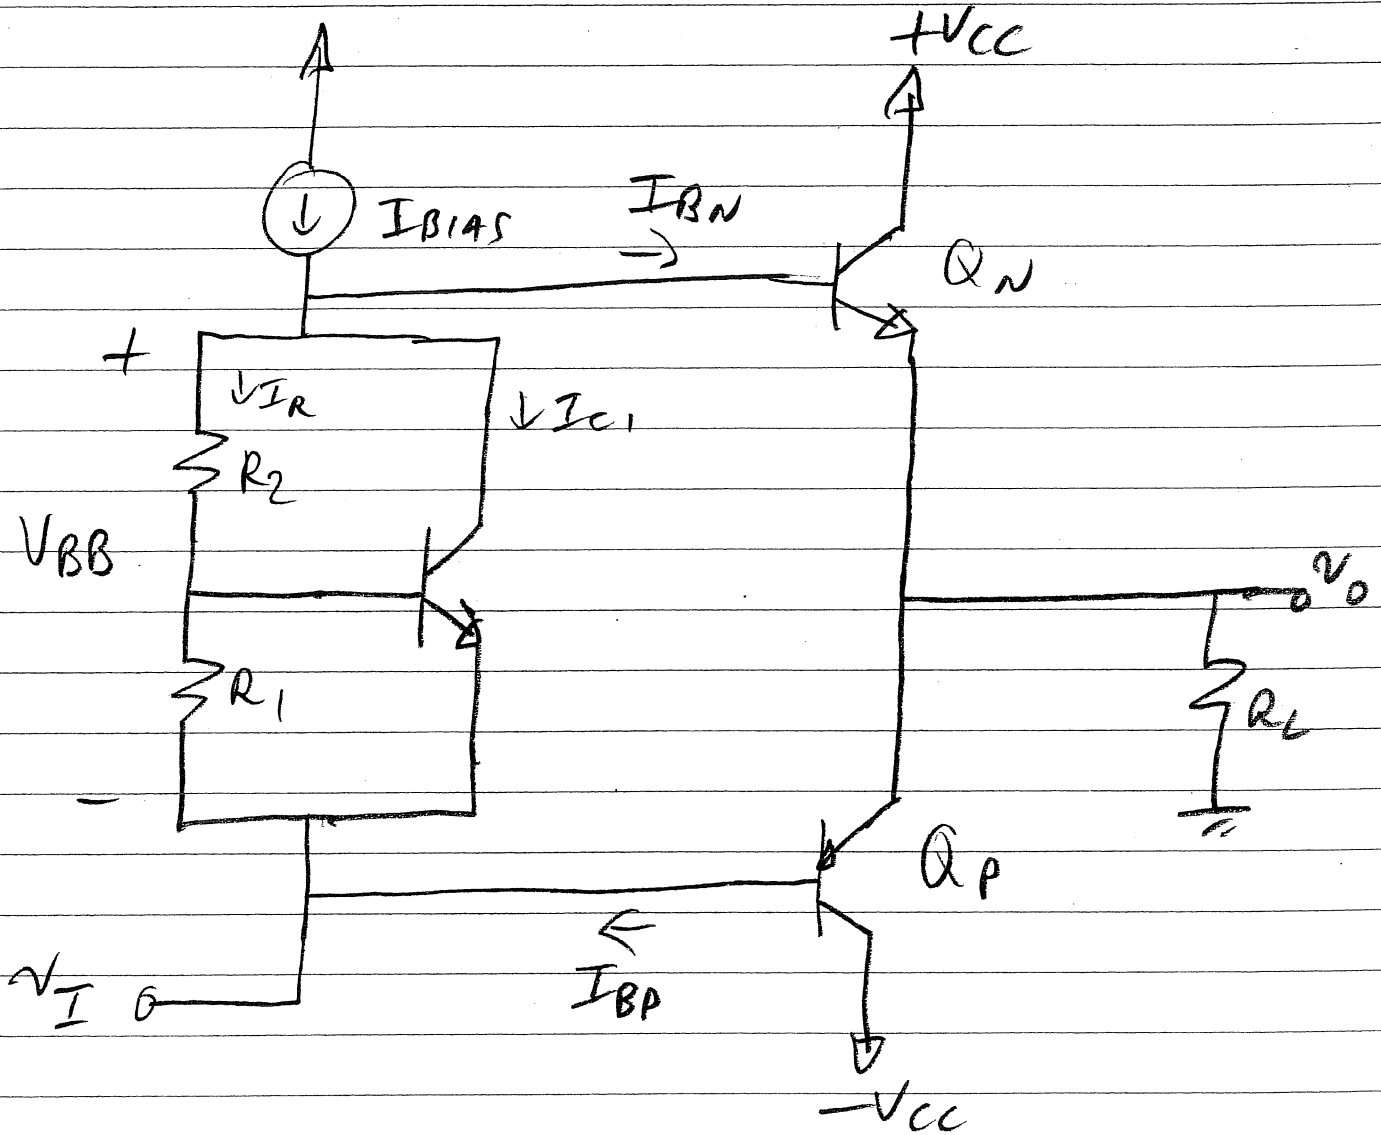 +VCC
IBIAS
IBN
→
QN
+
↓IR
↓IC1
R2
VBB
vO
R1
RL
−
QP
←
IBP
vI
−VCC